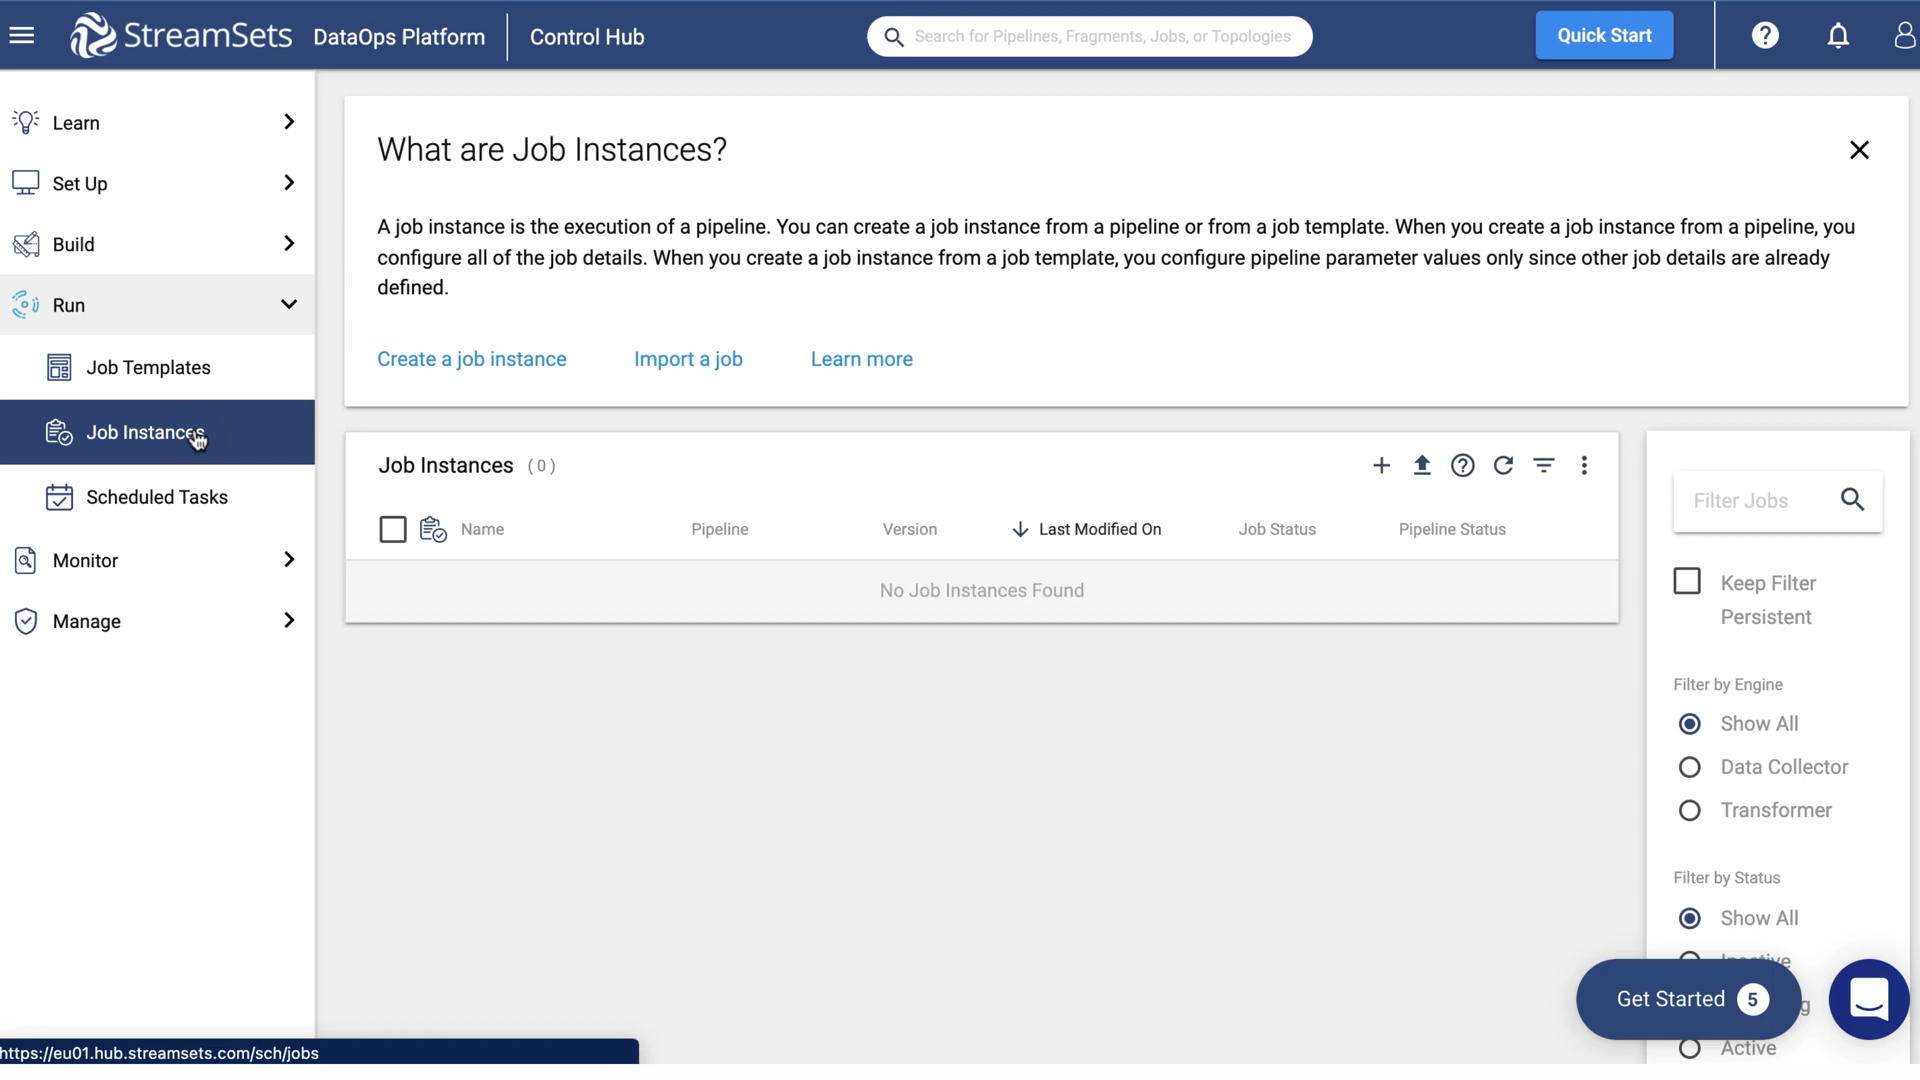 StreamSets DataOps Platform Control Hub
Search for Pipelines, Fragments, Jobs, or Topologies
Quick Start
Learn
Set Up
Build
Run
Job Templates
Job Instances
Scheduled Tasks
Monitor
Manage
What are Job Instances?
A job instance is the execution of a pipeline. You can create a job instance from a pipeline or from a job template. When you create a job instance from a pipeline, you
configure all of the job details. When you create a job instance from a job template, you configure pipeline parameter values only since other job details are already
defined.
Create a job instance Import a job Learn more
Job Instances (0)
Name Pipeline Version Last Modified On Job Status Pipeline Status
No Job Instances Found
Filter Jobs
Keep Filter
Persistent
Filter by Engine
Show All
Data Collector
Transformer
Filter by Status
Show All
Inactive
Get Started 5
Active
https://eu01.hub.streamsets.com/sch/jobs